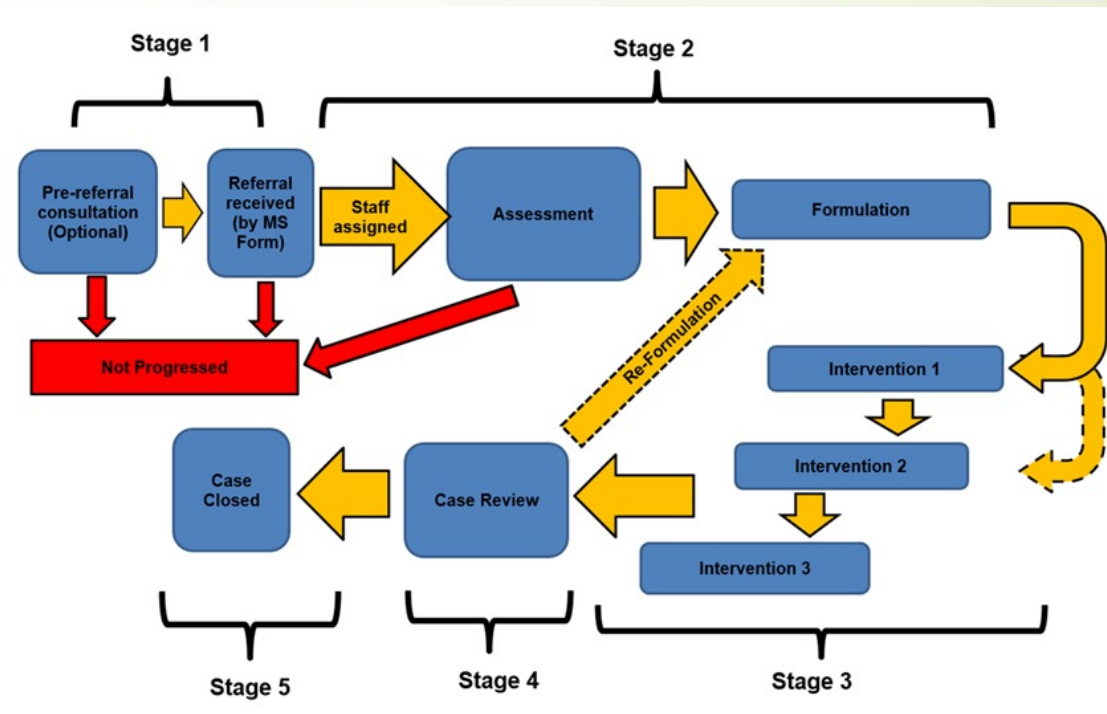 Stage 1
Stage 2
Pre-referral
consultation
(Optional)
Referral
received
(by MS
Form)
Staff
assigned
Assessment
Formulation
Not Progressed
Re-Formulation
Intervention 1
Intervention 2
Intervention 3
Case Review
Case
Closed
Stage 5
Stage 4
Stage 3